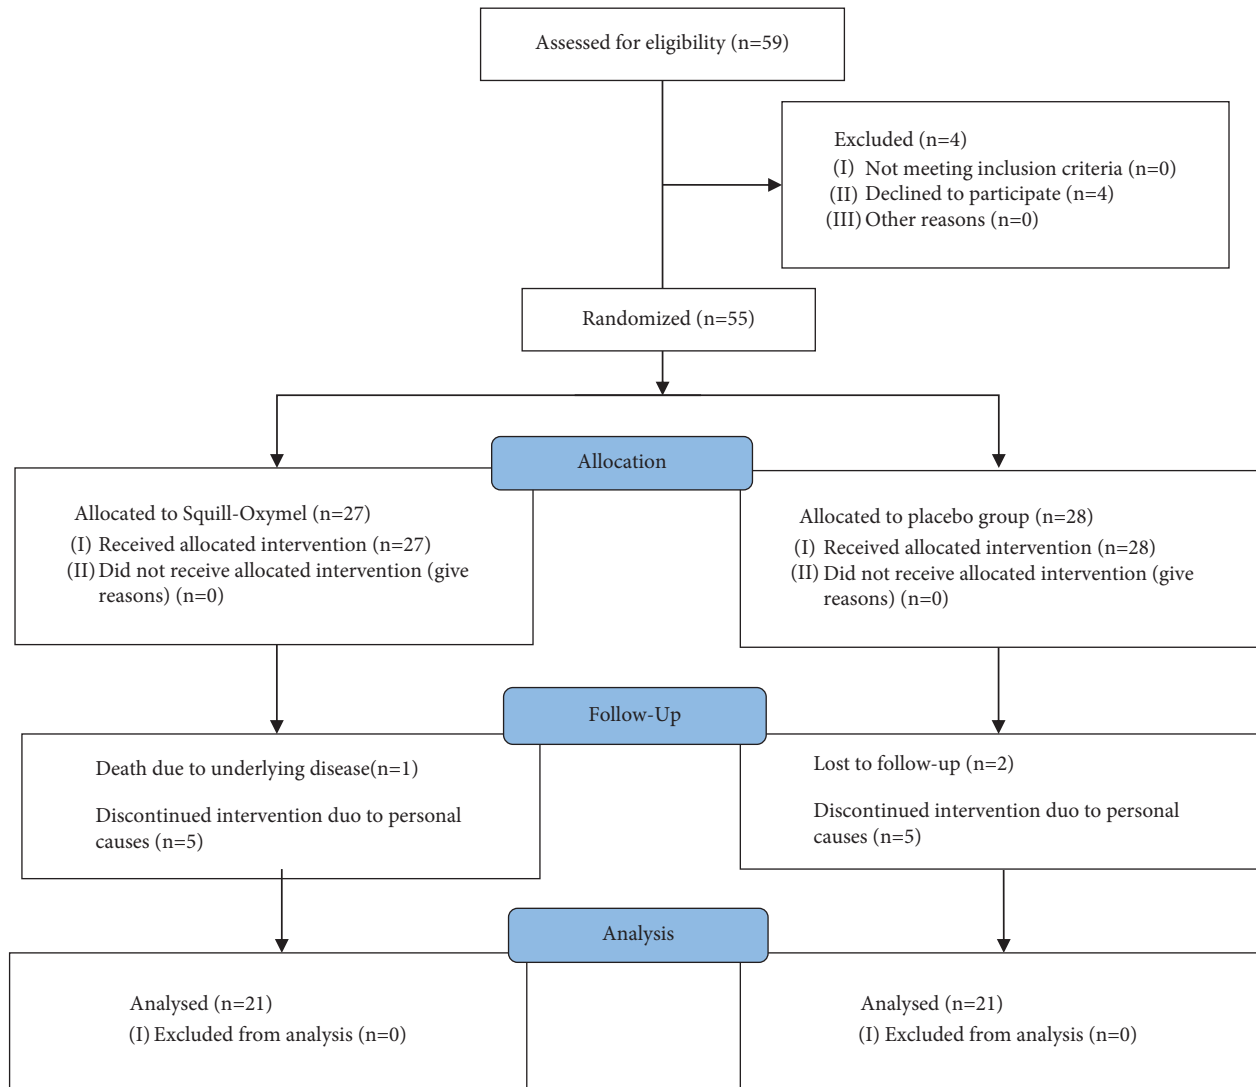 Assessed for eligibility (n=59)
Excluded (n=4)
(I) Not meeting inclusion criteria (n=0)
(II) Declined to participate (n=4)
(III) Other reasons (n=0)
Randomized (n=55)
Allocation
Allocated to Squill-Oxymel (n=27)
(I) Received allocated intervention (n=27)
(II) Did not receive allocated intervention (give
reasons) (n=0)
Allocated to placebo group (n=28)
(I) Received allocated intervention (n=28)
(II) Did not receive allocated intervention (give
reasons) (n=0)
Follow-Up
Death due to underlying disease(n=1)
Discontinued intervention duo to personal
causes (n=5)
Lost to follow-up (n=2)
Discontinued intervention duo to personal
causes (n=5)
Analysis
Analysed (n=21)
(I) Excluded from analysis (n=0)
Analysed (n=21)
(I) Excluded from analysis (n=0)